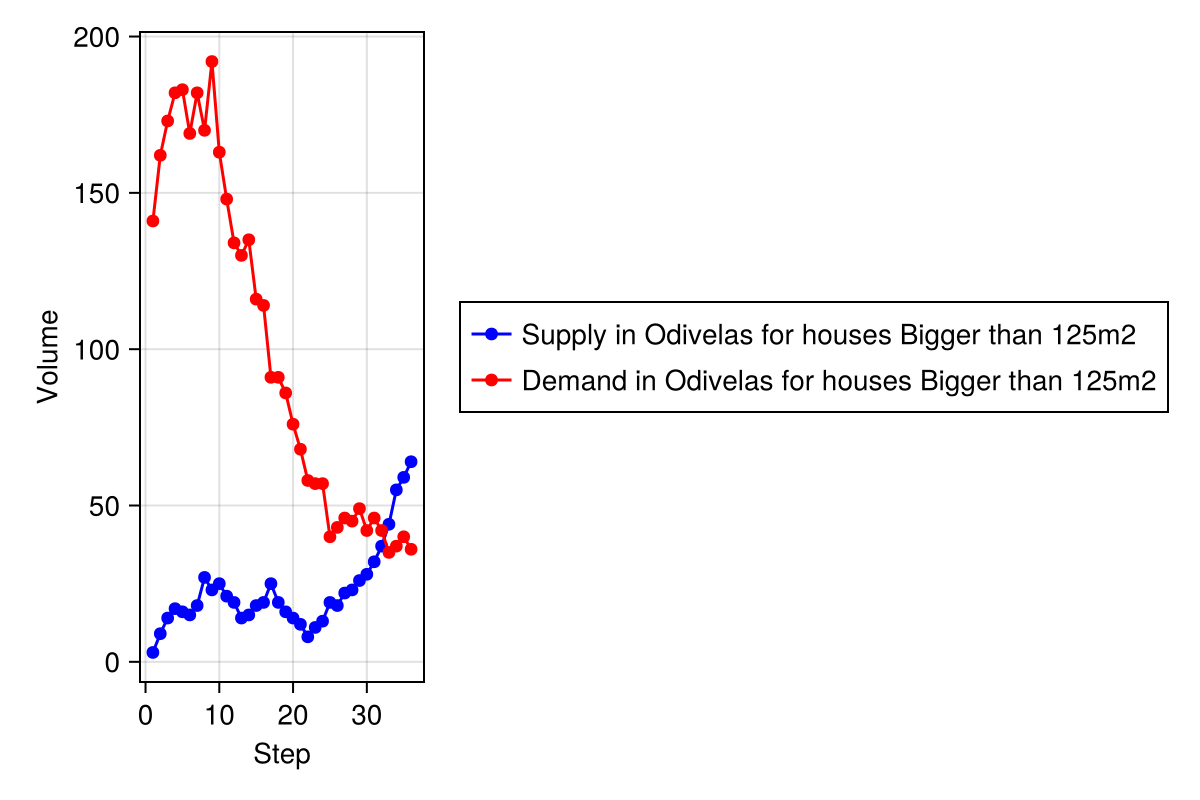 200
150
100
50
0
Volume
0 10 20 30
Step
Supply in Odivelas for houses Bigger than 125m2
Demand in Odivelas for houses Bigger than 125m2